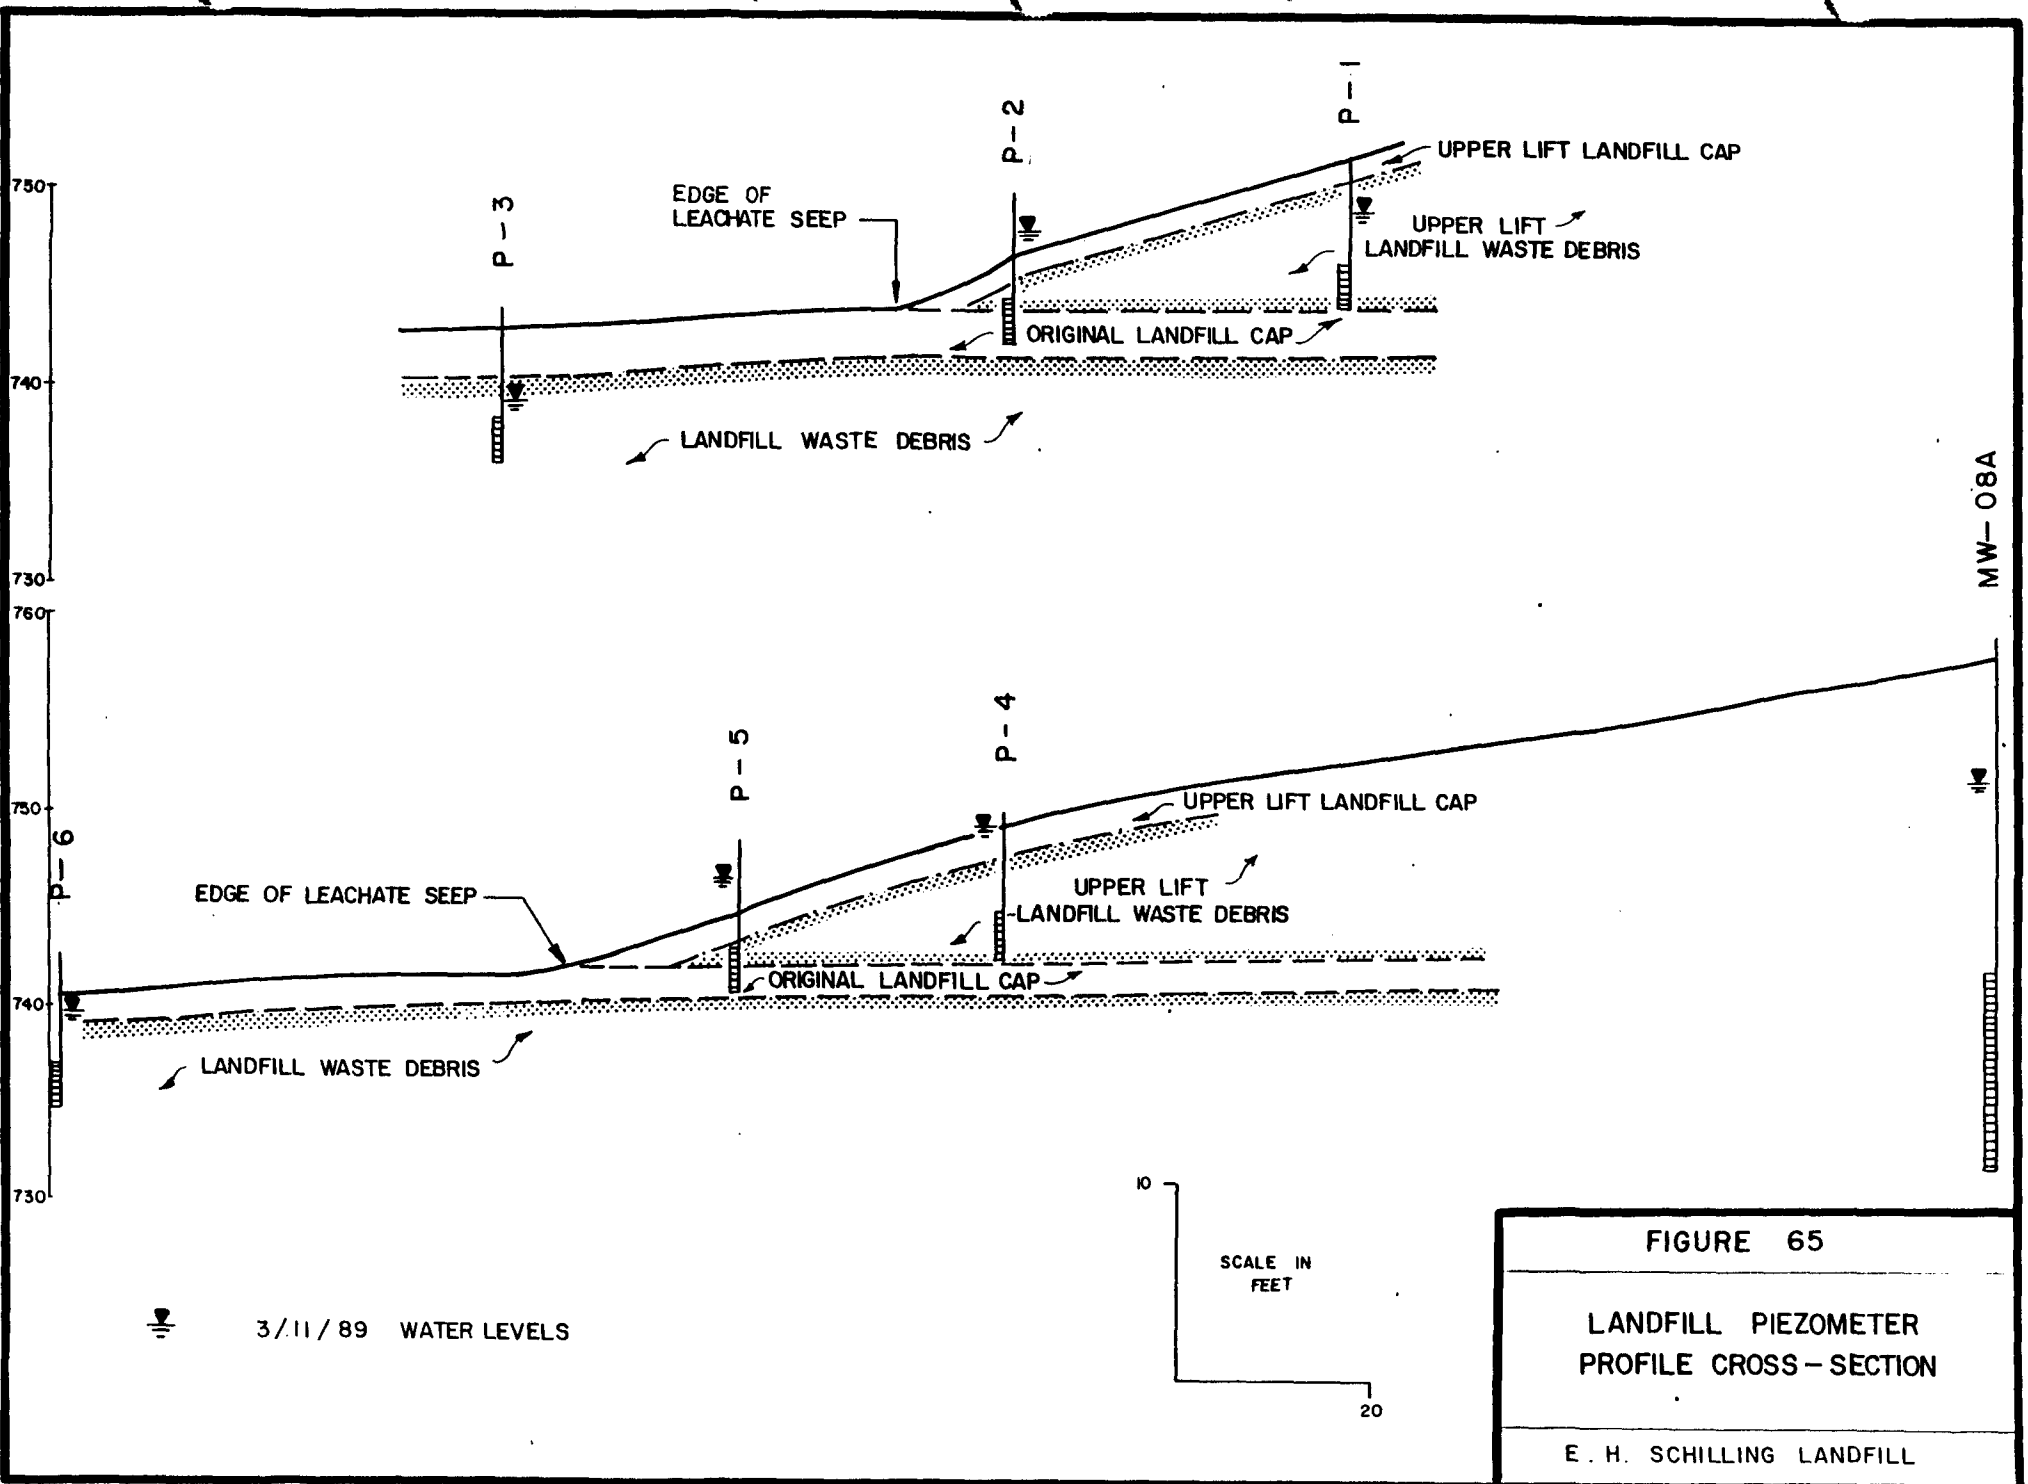 P-1
P-2
UPPER LIFT LANDFILL CAP
750
EDGE OF
LEACHATE SEEP
P-3
UPPER LIFT
LANDFILL WASTE DEBRIS
ORIGINAL LANDFILL CAP
740
LANDFILL WASTE DEBRIS
MW-08A
730
760
P-4
P-5
750
UPPER LIFT LANDFILL CAP
P-6
EDGE OF LEACHATE SEEP
UPPER LIFT
LANDFILL WASTE DEBRIS
ORIGINAL LANDFILL CAP
740
LANDFILL WASTE DEBRIS
730
10
SCALE IN
FEET
20
3/11/89 WATER LEVELS
FIGURE 65
LANDFILL PIEZOMETER
PROFILE CROSS-SECTION
E.H. SCHILLING LANDFILL